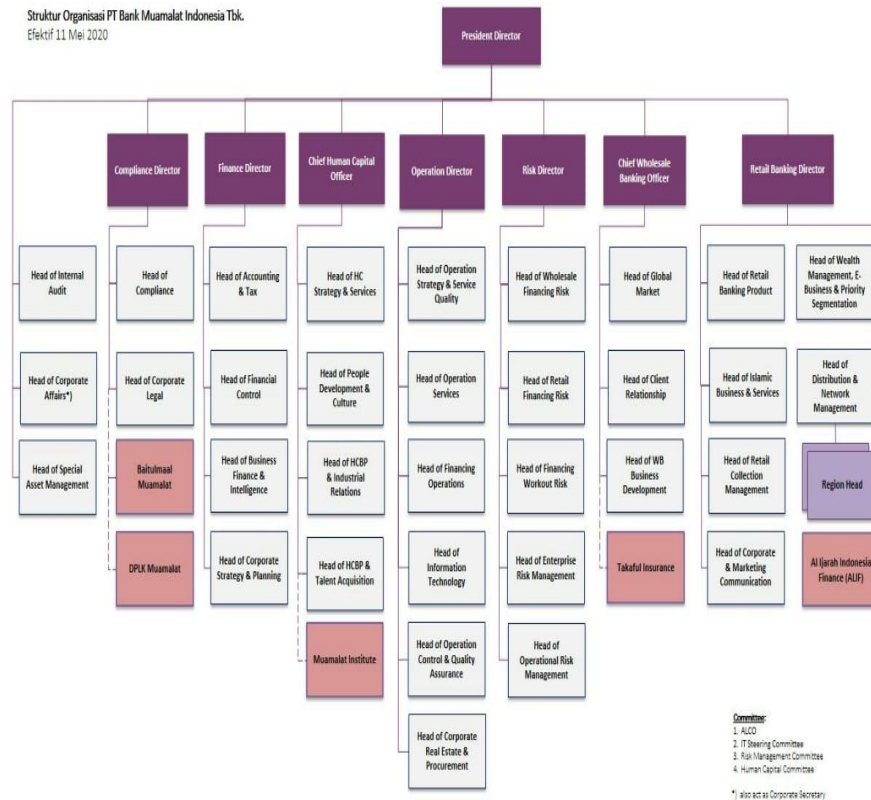 Struktur Organisasi PT Bank Muamalat Indonesia Tbk.
Efektif 11 Mei 2020
President Director
Compliance Director
Finance Director
Chief Human Capital
Officer
Operation Director
Risk Director
Chief Wholesale
Banking Officer
Retail Banking Director
Head of Internal
Audit
Head of
Compliance
Head of Accounting
& Tax
Head of HC
Strategy & Services
Head of Operation
Strategy & Service
Quality
Head of Wholesale
Financing Risk
Head of Global
Market
Head of Retail
Banking Product
Head of Wealth
Management, E-
Business & Priority
Segmentation
Head of Corporate
Affairs*)
Head of Corporate
Legal
Head of Financial
Control
Head of People
Development &
Culture
Head of Operation
Services
Head of Retail
Financing Risk
Head of Client
Relationship
Head of Islamic
Business & Services
Head of
Distribution &
Network
Management
Head of Special
Asset Management
Baitulmaal
Muamalat
Head of Business
Finance &
Intelligence
Head of HCBP
& Industrial
Relations
Head of Financing
Operations
Head of Financing
Workout Risk
Head of WB
Business
Development
Head of Retail
Collection
Management
Region Head
DPLK Muamalat
Head of Corporate
Strategy & Planning
Head of HCBP &
Talent Acquisition
Head of
Information
Technology
Head of Enterprise
Risk Management
Takaful Insurance
Head of Corporate
& Marketing
Communication
Al Ijarah Indonesia
Finance (ALIF)
Muamalat Institute
Head of Operation
Control & Quality
Assurance
Head of
Operational Risk
Management
Head of Corporate
Real Estate &
Procurement
Committee:
1. ALCO
2. IT Steering Committee
3. Risk Management Committee
4. Human Capital Committee
*) also act as Corporate Secretary